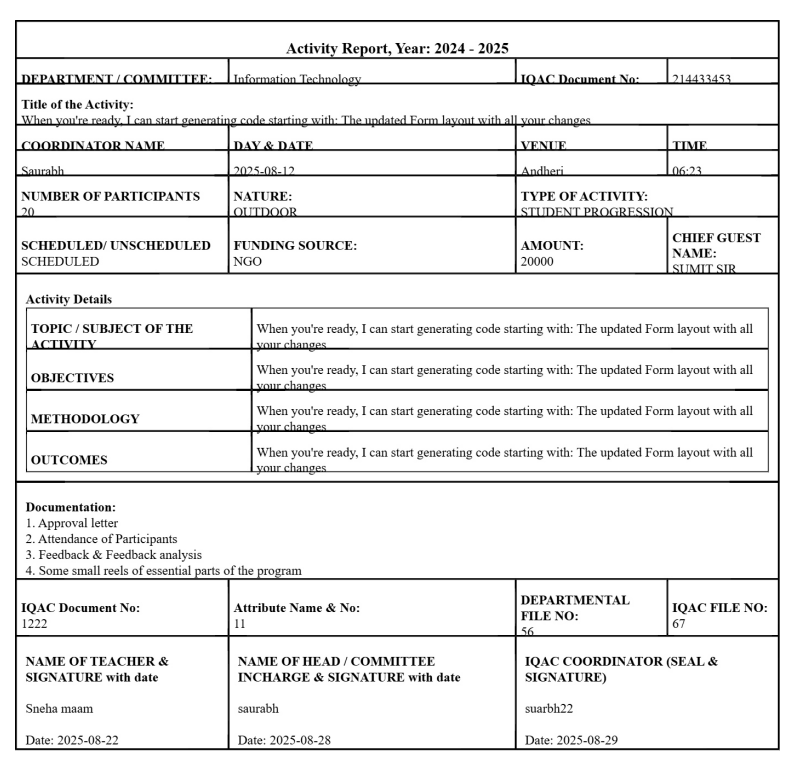 Activity Report, Year: 2024 - 2025
DEPARTMENT / COMMITTEE: Information Technology IQAC Document No: 214433453
Title of the Activity:
When you're ready, I can start generating code starting with: The updated Form layout with all your changes
COORDINATOR NAME DAY & DATE VENUE TIME
Saurabh 2025-08-12 Andheri 06:23
NUMBER OF PARTICIPANTS NATURE: TYPE OF ACTIVITY:
20 OUTDOOR STUDENT PROGRESSION
SCHEDULED/ UNSCHEDULED FUNDING SOURCE: AMOUNT: CHIEF GUEST NAME:
SCHEDULED NGO 20000 SUMIT SIR
Activity Details
TOPIC / SUBJECT OF THE ACTIVITY
When you're ready, I can start generating code starting with: The updated Form layout with all
your changes
OBJECTIVES
When you're ready, I can start generating code starting with: The updated Form layout with all
your changes
METHODOLOGY
When you're ready, I can start generating code starting with: The updated Form layout with all
your changes
OUTCOMES
When you're ready, I can start generating code starting with: The updated Form layout with all
your changes
Documentation:
1. Approval letter
2. Attendance of Participants
3. Feedback & Feedback analysis
4. Some small reels of essential parts of the program
IQAC Document No: Attribute Name & No: DEPARTMENTAL FILE NO: IQAC FILE NO:
1222 11 56 67
NAME OF TEACHER & SIGNATURE with date
NAME OF HEAD / COMMITTEE INCHARGE & SIGNATURE with date
IQAC COORDINATOR (SEAL & SIGNATURE)
Sneha maam saurabh suarbh22
Date: 2025-08-22 Date: 2025-08-28 Date: 2025-08-29